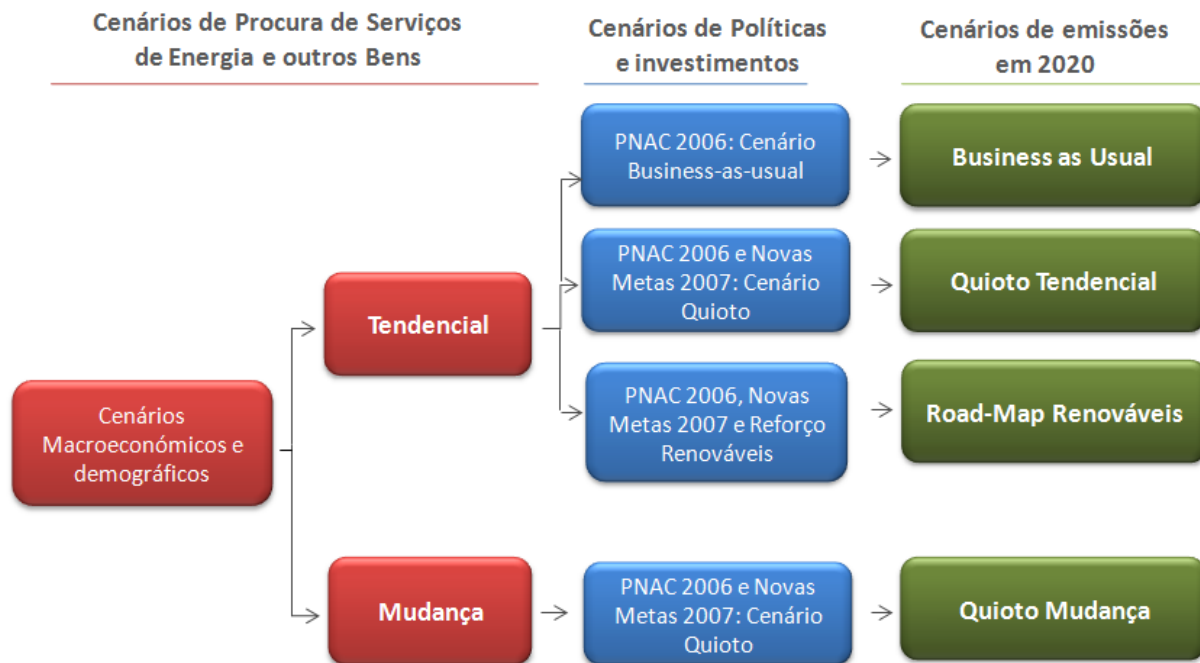 Cenários de Procura de Serviços
de Energia e outros Bens
Cenários de Políticas
e investimentos
Cenários de emissões
em 2020
PNAC 2006: Cenário
Business-as-usual
Business as Usual
PNAC 2006 e Novas
Metas 2007: Cenário
Quioto
Quioto Tendencial
Tendencial
PNAC 2006, Novas
Metas 2007 e Reforço
Renováveis
Road-Map Renováveis
Cenários
Macroeconómicos e
demográficos
Mudança
PNAC 2006 e Novas
Metas 2007: Cenário
Quioto
Quioto Mudança